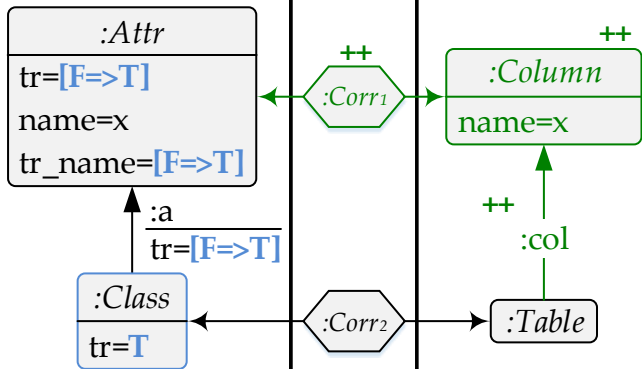 :Attr
tr=[F=>T]
name=x
tr_name=[F=>T]
:a
tr=[F=>T]
:Class
tr=T
++
:Corr₁
:Corr₂
++
:Column
name=x
++
:col
:Table